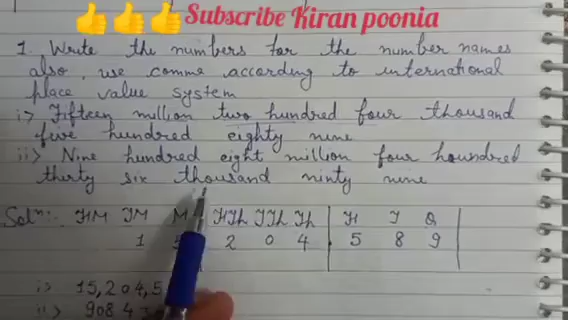 Subscribe Kiran poonia
1. Write the numbers for the number names
also, use comma according to international
place value system
i> Fifteen million two hundred four thousand
five hundred eighty nine
ii> Nine hundred eight million four houndred
thirty six thousand ninty nine
Solⁿ:- HM TM M HTh TTh Th H T O
1 5 2 0 4 5 8 9
i> 15,204,5
ii> 908 43